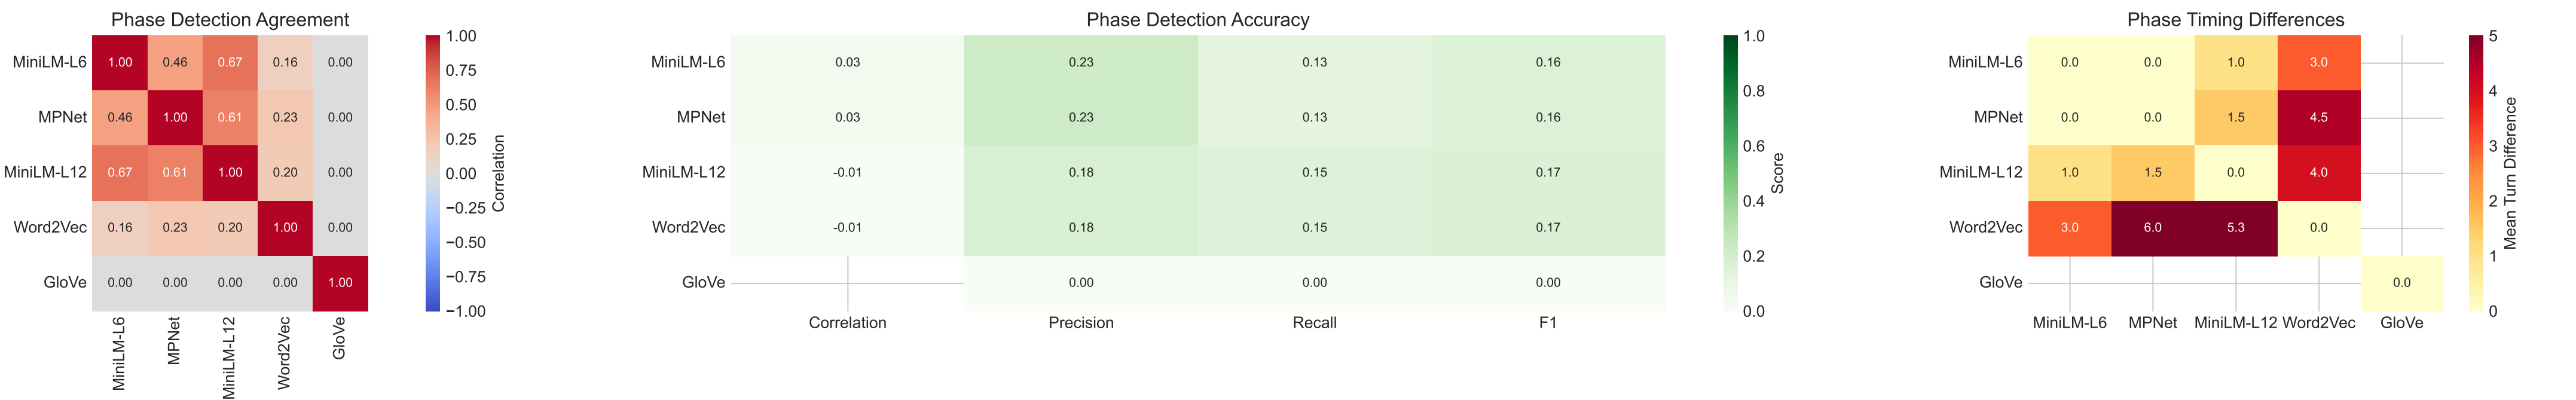 Phase Detection Agreement
MiniLM-L6 1.00 0.46 0.67 0.16 0.00
MPNet 0.46 1.00 0.61 0.23 0.00
MiniLM-L12 0.67 0.61 1.00 0.20 0.00
Word2Vec 0.16 0.23 0.20 1.00 0.00
GloVe 0.00 0.00 0.00 0.00 1.00
MiniLM-L6 MPNet MiniLM-L12 Word2Vec GloVe
1.00
0.75
0.50
0.25
0.00
−0.25
−0.50
−0.75
−1.00
Correlation
Phase Detection Accuracy
MiniLM-L6 0.03 0.23 0.13 0.16
MPNet 0.03 0.23 0.13 0.16
MiniLM-L12 -0.01 0.18 0.15 0.17
Word2Vec -0.01 0.18 0.15 0.17
GloVe 0.00 0.00 0.00
Correlation Precision Recall F1
1.0
0.8
0.6
0.4
0.2
0.0
Score
Phase Timing Differences
MiniLM-L6 0.0 0.0 1.0 3.0
MPNet 0.0 0.0 1.5 4.5
MiniLM-L12 1.0 1.5 0.0 4.0
Word2Vec 3.0 6.0 5.3 0.0
GloVe 0.0
MiniLM-L6 MPNet MiniLM-L12 Word2Vec GloVe
5
4
3
2
1
0
Mean Turn Difference